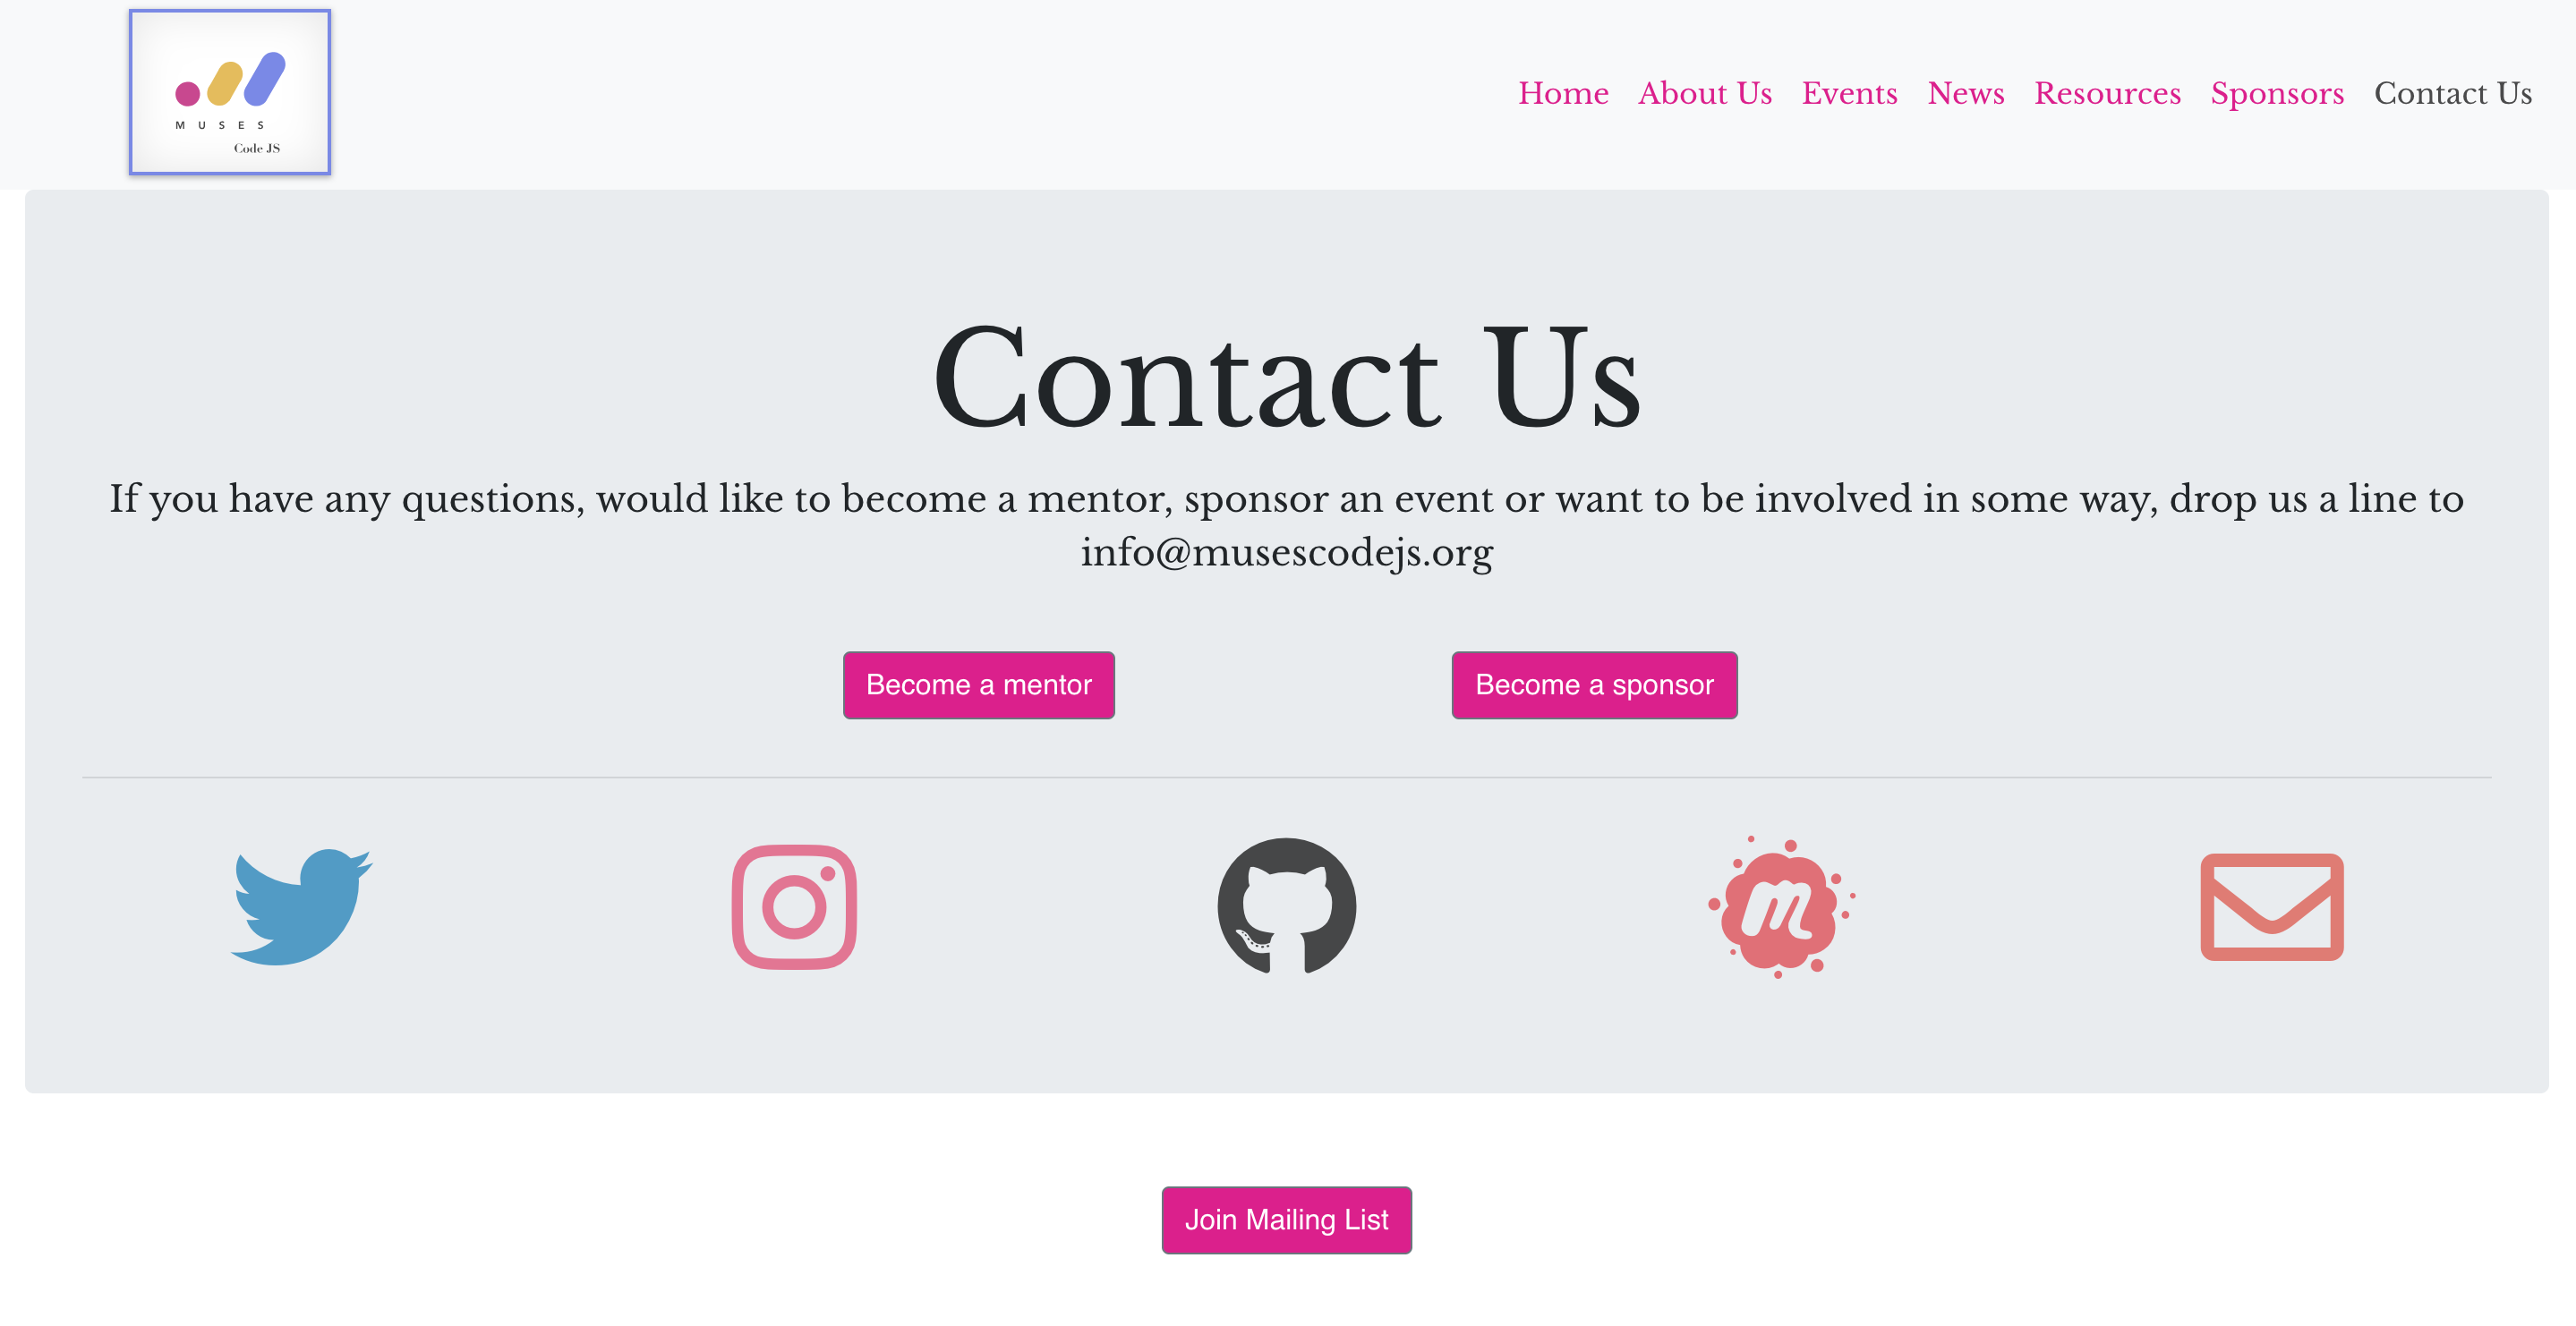 MUSES
Code JS
Home About Us Events News Resources Sponsors Contact Us
Contact Us
If you have any questions, would like to become a mentor, sponsor an event or want to be involved in some way, drop us a line to
info@musescodejs.org
Become a mentor Become a sponsor
m
Join Mailing List